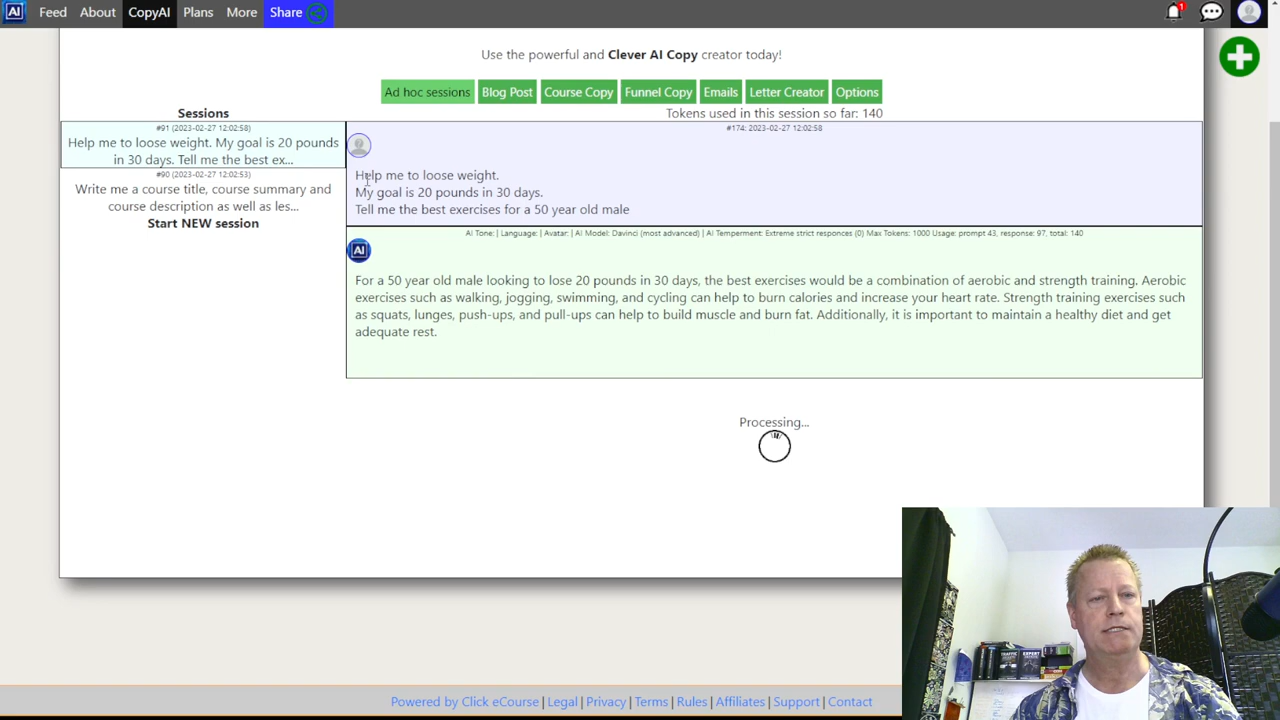 AI Feed About CopyAI Plans More Share 1
Use the powerful and Clever AI Copy creator today!
Ad hoc sessions Blog Post Course Copy Funnel Copy Emails Letter Creator Options
Sessions
Tokens used in this session so far: 140
#91 (2023-02-27 12:02:58)
Help me to loose weight. My goal is 20 pounds
in 30 days. Tell me the best ex...
#90 (2023-02-27 12:02:53)
Write me a course title, course summary and
course description as well as les...
Start NEW session
#174: 2023-02-27 12:02:58
Help me to loose weight.
My goal is 20 pounds in 30 days.
Tell me the best exercises for a 50 year old male
AI Tone: | Language: | Avatar: | AI Model: Davinci (most advanced) | AI Temperment: Extreme strict responces (0) Max Tokens: 1000 Usage: prompt 43, response: 97, total: 140
AI
For a 50 year old male looking to lose 20 pounds in 30 days, the best exercises would be a combination of aerobic and strength training. Aerobic
exercises such as walking, jogging, swimming, and cycling can help to burn calories and increase your heart rate. Strength training exercises such
as squats, lunges, push-ups, and pull-ups can help to build muscle and burn fat. Additionally, it is important to maintain a healthy diet and get
adequate rest.
Processing...
TRAFFIC
EXPERT
Powered by Click eCourse | Legal | Privacy | Terms | Rules | Affiliates | Support | Contact